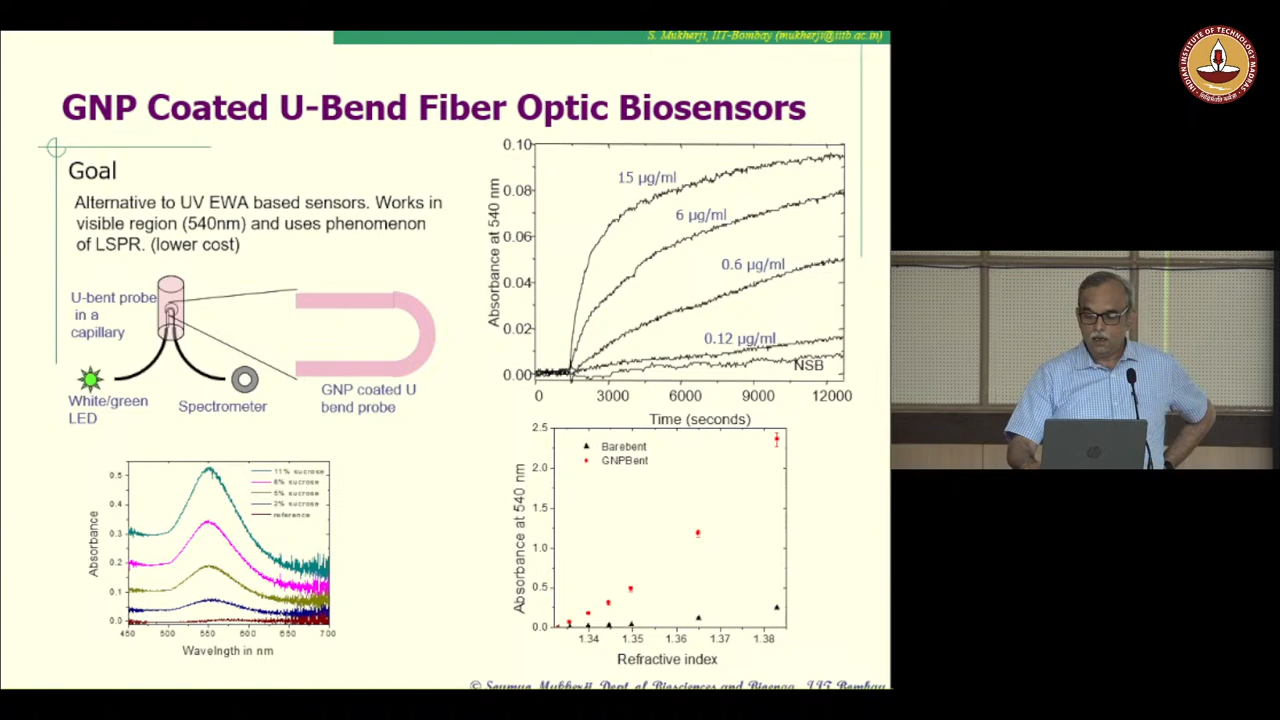 S. Mukherji, IIT-Bombay (mukherji@iitb.ac.in)
INDIAN INSTITUTE OF TECHNOLOGY MADRAS
GNP Coated U-Bend Fiber Optic Biosensors
Goal
Alternative to UV EWA based sensors. Works in
visible region (540nm) and uses phenomenon
of LSPR. (lower cost)
U-bent probe
in a
capillary
White/green
LED
Spectrometer
GNP coated U
bend probe
Absorbance at 540 nm
0.10
0.08
0.06
0.04
0.02
0.00
15 µg/ml
6 µg/ml
0.6 µg/ml
0.12 µg/ml
NSB
0
3000
6000
9000
12000
Time (seconds)
Absorbance
0.5
0.4
0.3
0.2
0.1
0.0
11% sucrose
8% sucrose
5% sucrose
2% sucrose
reference
450
500
550
600
650
700
Wavelngth in nm
Absorbance at 540 nm
2.5
2.0
1.5
1.0
0.5
0.0
Barebent
GNPBent
1.34
1.35
1.36
1.37
1.38
Refractive index
© Soumyo Mukherji, Dept. of Biosciences and Bioengg., IIT Bombay
hp